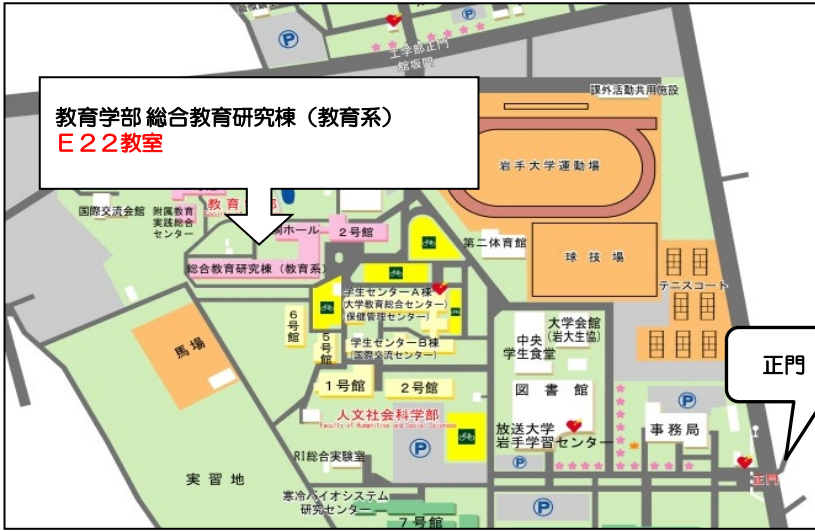 工学部正門
館坂門
課外活動共用施設
教育学部 総合教育研究棟（教育系）
Ｅ２２教室
岩手大学運動場
国際交流会館
附属教育
実践総合
センター
教育
部
ホール
2号館
第二体育館
球技場
総合教育研究棟（教育系）
テニスコート
学生センターA棟
(大学教育総合センター)
(保健管理センター)
6号館
5号館
学生センターB棟
(国際交流センター)
大学会館
(岩大生協)
中央
学生食堂
馬場
正門
1号館
2号館
図書館
人文社会科学部
Faculty of Humanities and Social Sciences
放送大学
岩手学習センター
事務局
RI総合実験室
正門
実習地
寒冷バイオシステム
研究センター
7号館
P
P
P
P
P
P